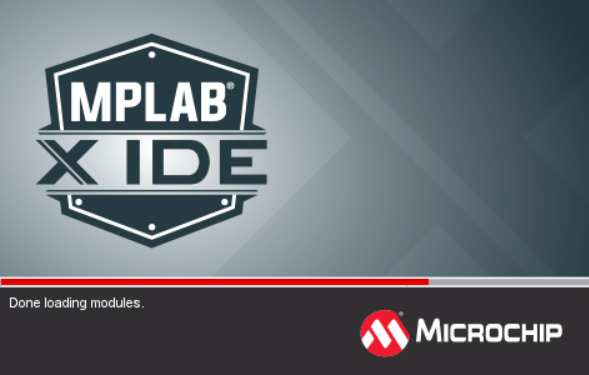 MPLAB®
X IDE
Done loading modules.
MICROCHIP